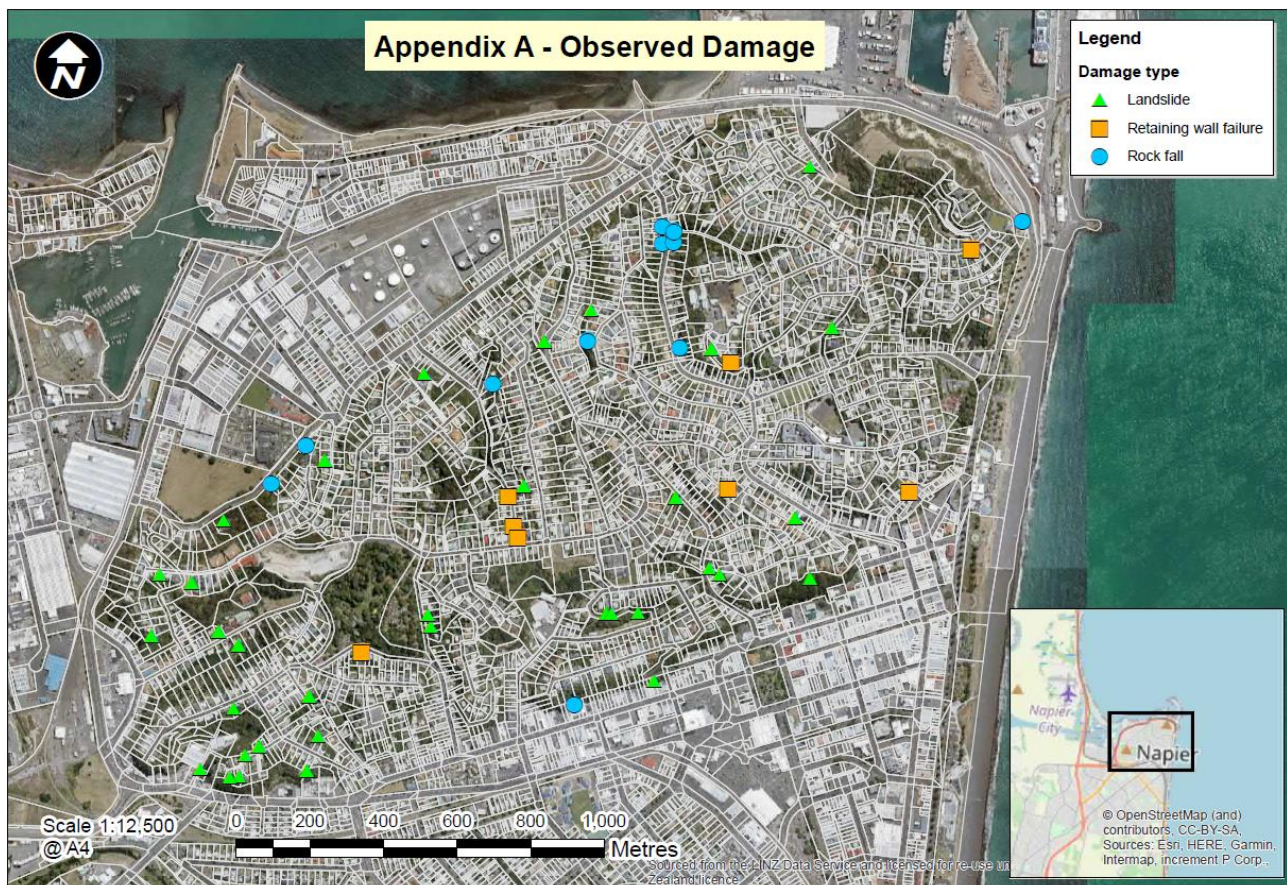 Appendix A - Observed Damage
N
Legend
Damage type
Landslide
Retaining wall failure
Rock fall
Scale 1:12,500
@ A4
0 200 400 600 800 1,000
Metres
Sourced from the LINZ Data Service and licensed for re-use un
Zealand licence
Napier
City
Napier
© OpenStreetMap (and)
contributors, CC-BY-SA,
Sources: Esri, HERE, Garmin,
Intermap, increment P Corp.,